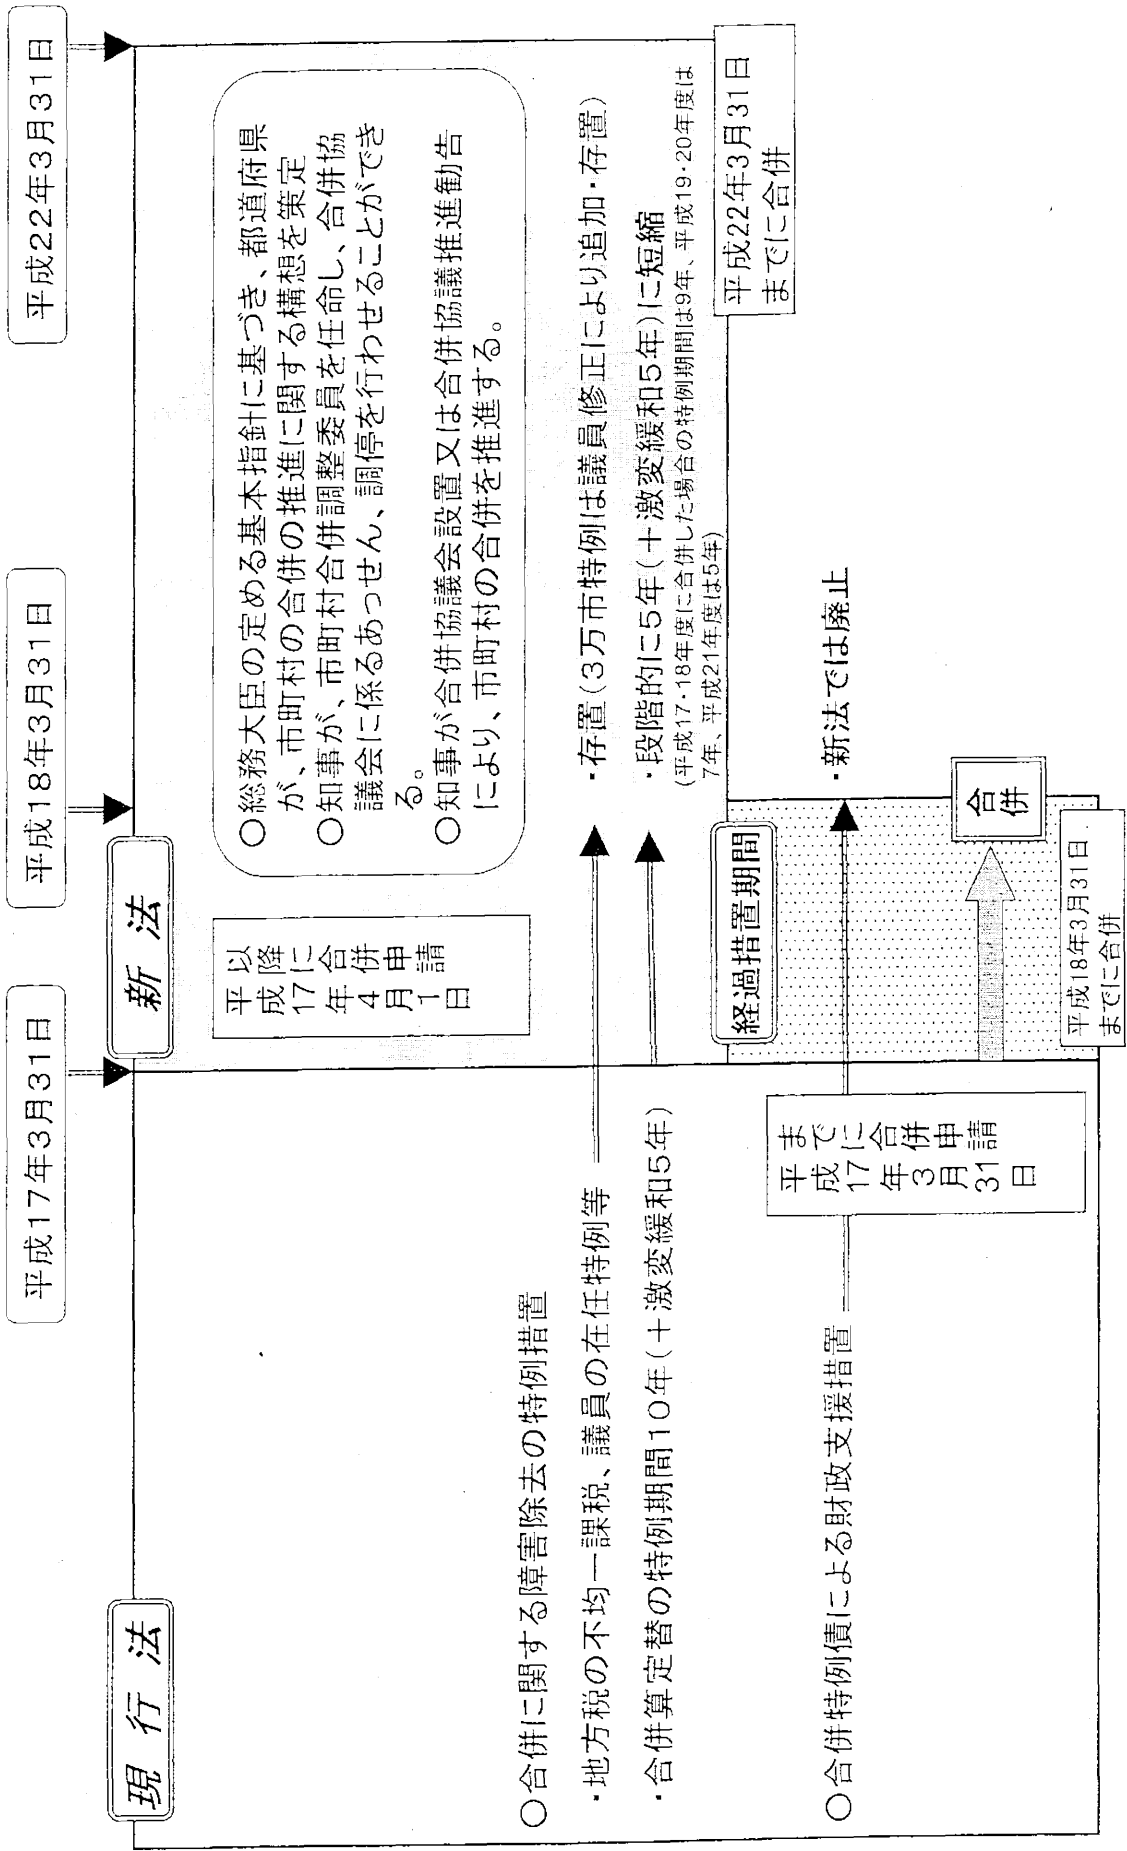 平成17年3月31日
平成18年3月31日
平成22年3月31日
現行法
新法
平成17年4月1日
以降に合併申請
○総務大臣の定める基本指針に基づき、都道府県
が、市町村の合併の推進に関する構想を策定
○知事が、市町村合併調整委員を任命し、合併協
議会に係るあっせん、調停を行わせることができ
る。
○知事が合併協議会設置又は合併協議推進勧告
により、市町村の合併を推進する。
○合併に関する障害除去の特例措置
・地方税の不均一課税、議員の在任特例等
・存置(3万市特例は議員修正により追加・存置)
・合併算定替の特例期間10年(+激変緩和5年)
・段階的に5年(+激変緩和5年)に短縮
(平成17・18年度に合併した場合の特例期間は9年、平成19・20年度は
7年、平成21年度は5年)
経過措置期間
平成22年3月31日
までに合併
○合併特例債による財政支援措置
・新法では廃止
平成17年3月31日
までに合併申請
合併
平成18年3月31日
までに合併